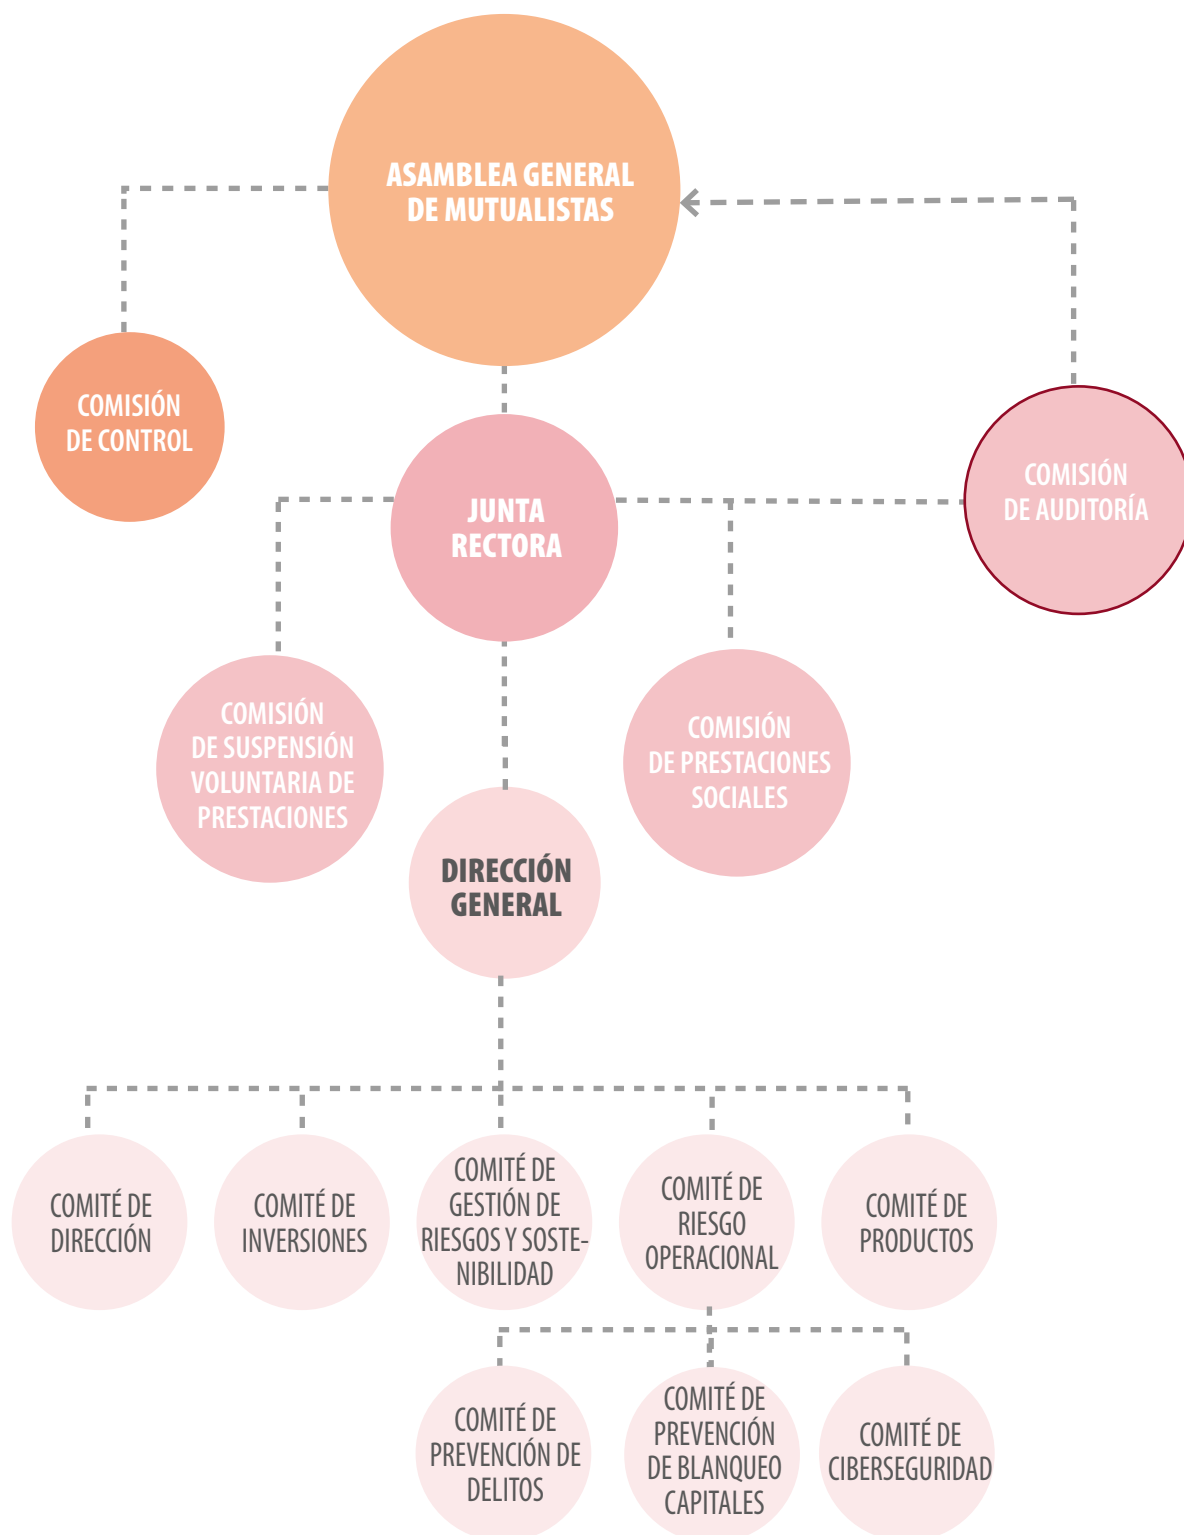 ASAMBLEA GENERAL
DE MUTUALISTAS
COMISIÓN
DE CONTROL
JUNTA
RECTORA
COMISIÓN
DE AUDITORÍA
COMISIÓN
DE SUSPENSIÓN
VOLUNTARIA DE
PRESTACIONES
COMISIÓN
DE PRESTACIONES
SOCIALES
DIRECCIÓN
GENERAL
COMITÉ DE
DIRECCIÓN
COMITÉ DE
INVERSIONES
COMITÉ DE
GESTIÓN DE
RIESGOS Y SOSTE-
NIBILIDAD
COMITÉ DE
RIESGO
OPERACIONAL
COMITÉ DE
PRODUCTOS
COMITÉ DE
PREVENCIÓN DE
DELITOS
COMITÉ DE
PREVENCIÓN
DE BLANQUEO
CAPITALES
COMITÉ DE
CIBERSEGURIDAD